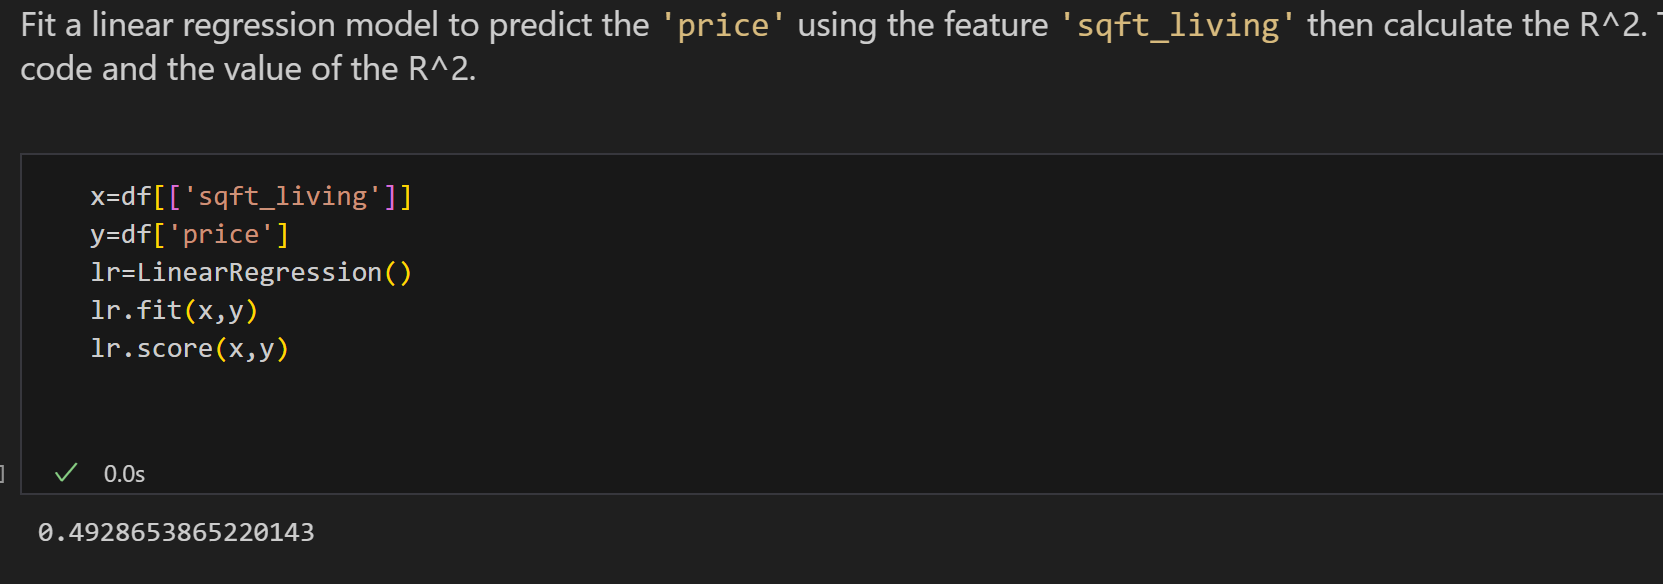 Fit a linear regression model to predict the 'price' using the feature 'sqft_living' then calculate the R^2.
code and the value of the R^2.
x=df[['sqft_living']]
y=df['price']
lr=LinearRegression()
lr.fit(x,y)
lr.score(x,y)
] 0.0s
0.4928653865220143